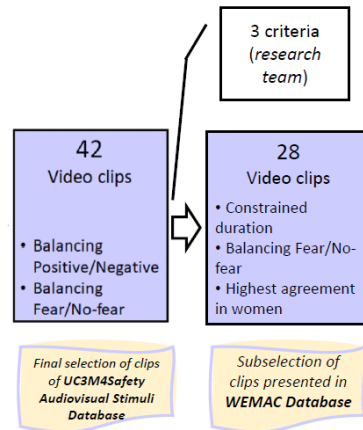 3 criteria
(research
team)
42
Video clips
• Balancing
Positive/Negative
• Balancing
Fear/No-fear
28
Video clips
• Constrained
duration
• Balancing Fear/No-
fear
• Highest agreement
in women
Final selection of clips
of UC3M4Safety
Audiovisual Stimuli
Database
Subselection of
clips presented in
WEMAC Database